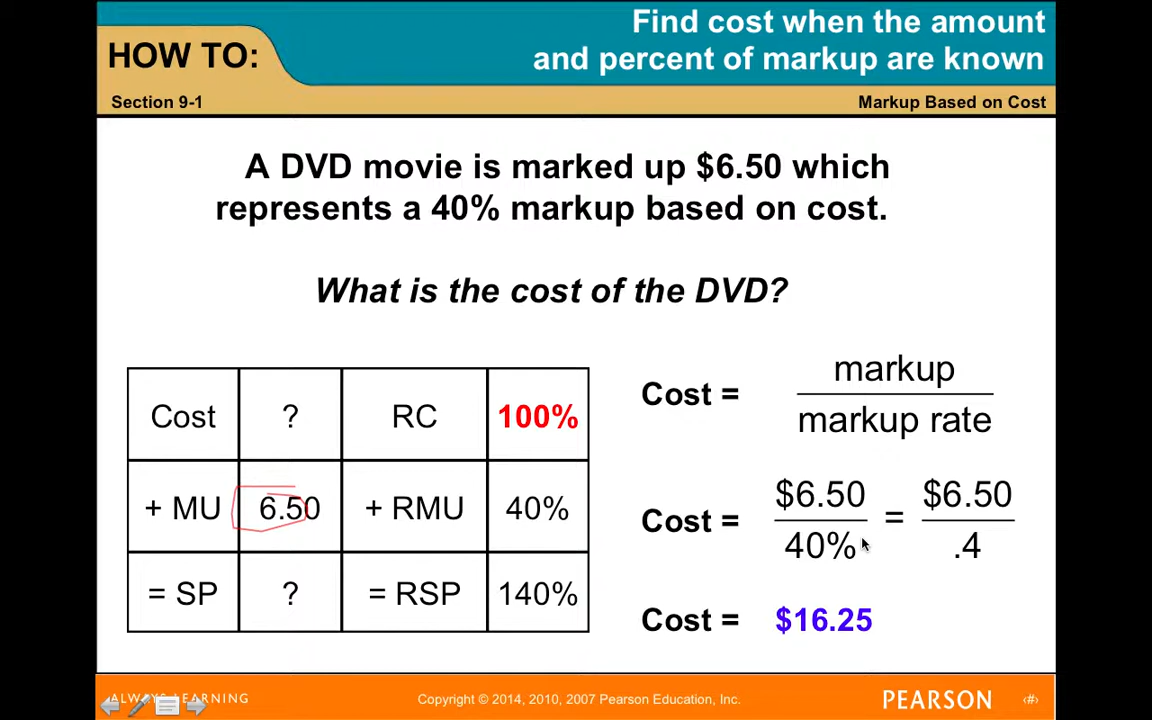 HOW TO:
Find cost when the amount
and percent of markup are known
Section 9-1
Markup Based on Cost
A DVD movie is marked up $6.50 which
represents a 40% markup based on cost.
What is the cost of the DVD?
Cost ? RC 100%
+ MU 6.50 + RMU 40%
= SP ? = RSP 140%
Cost = markup
markup rate
Cost = $6.50 = $6.50
40% .4
Cost = $16.25
ALWAYS LEARNING
Copyright © 2014, 2010, 2007 Pearson Education, Inc.
PEARSON
‹#›